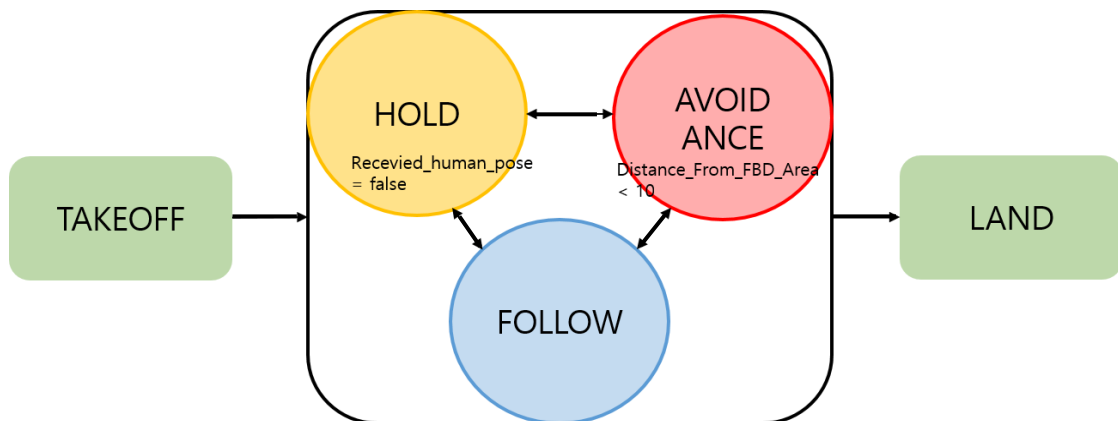 TAKEOFF
HOLD
Recevied_human_pose
= false
AVOID
ANCE
Distance_From_FBD_Area
< 10
FOLLOW
LAND